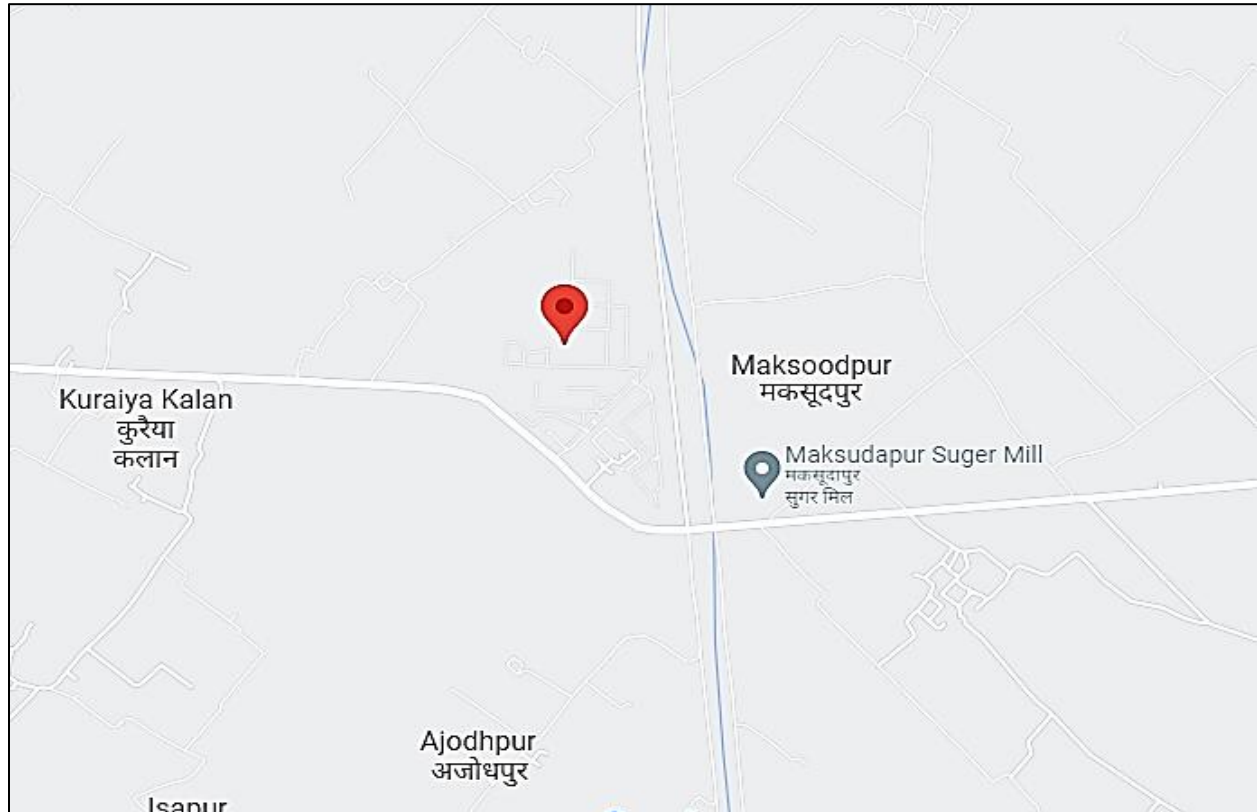 Maksoodpur
मकसूदपुर
Kuraiya Kalan
कुरैया
कलान
Maksudapur Suger Mill
मकसूदापुर
सुगर मिल
Ajodhpur
अजोधपुर
Isapur